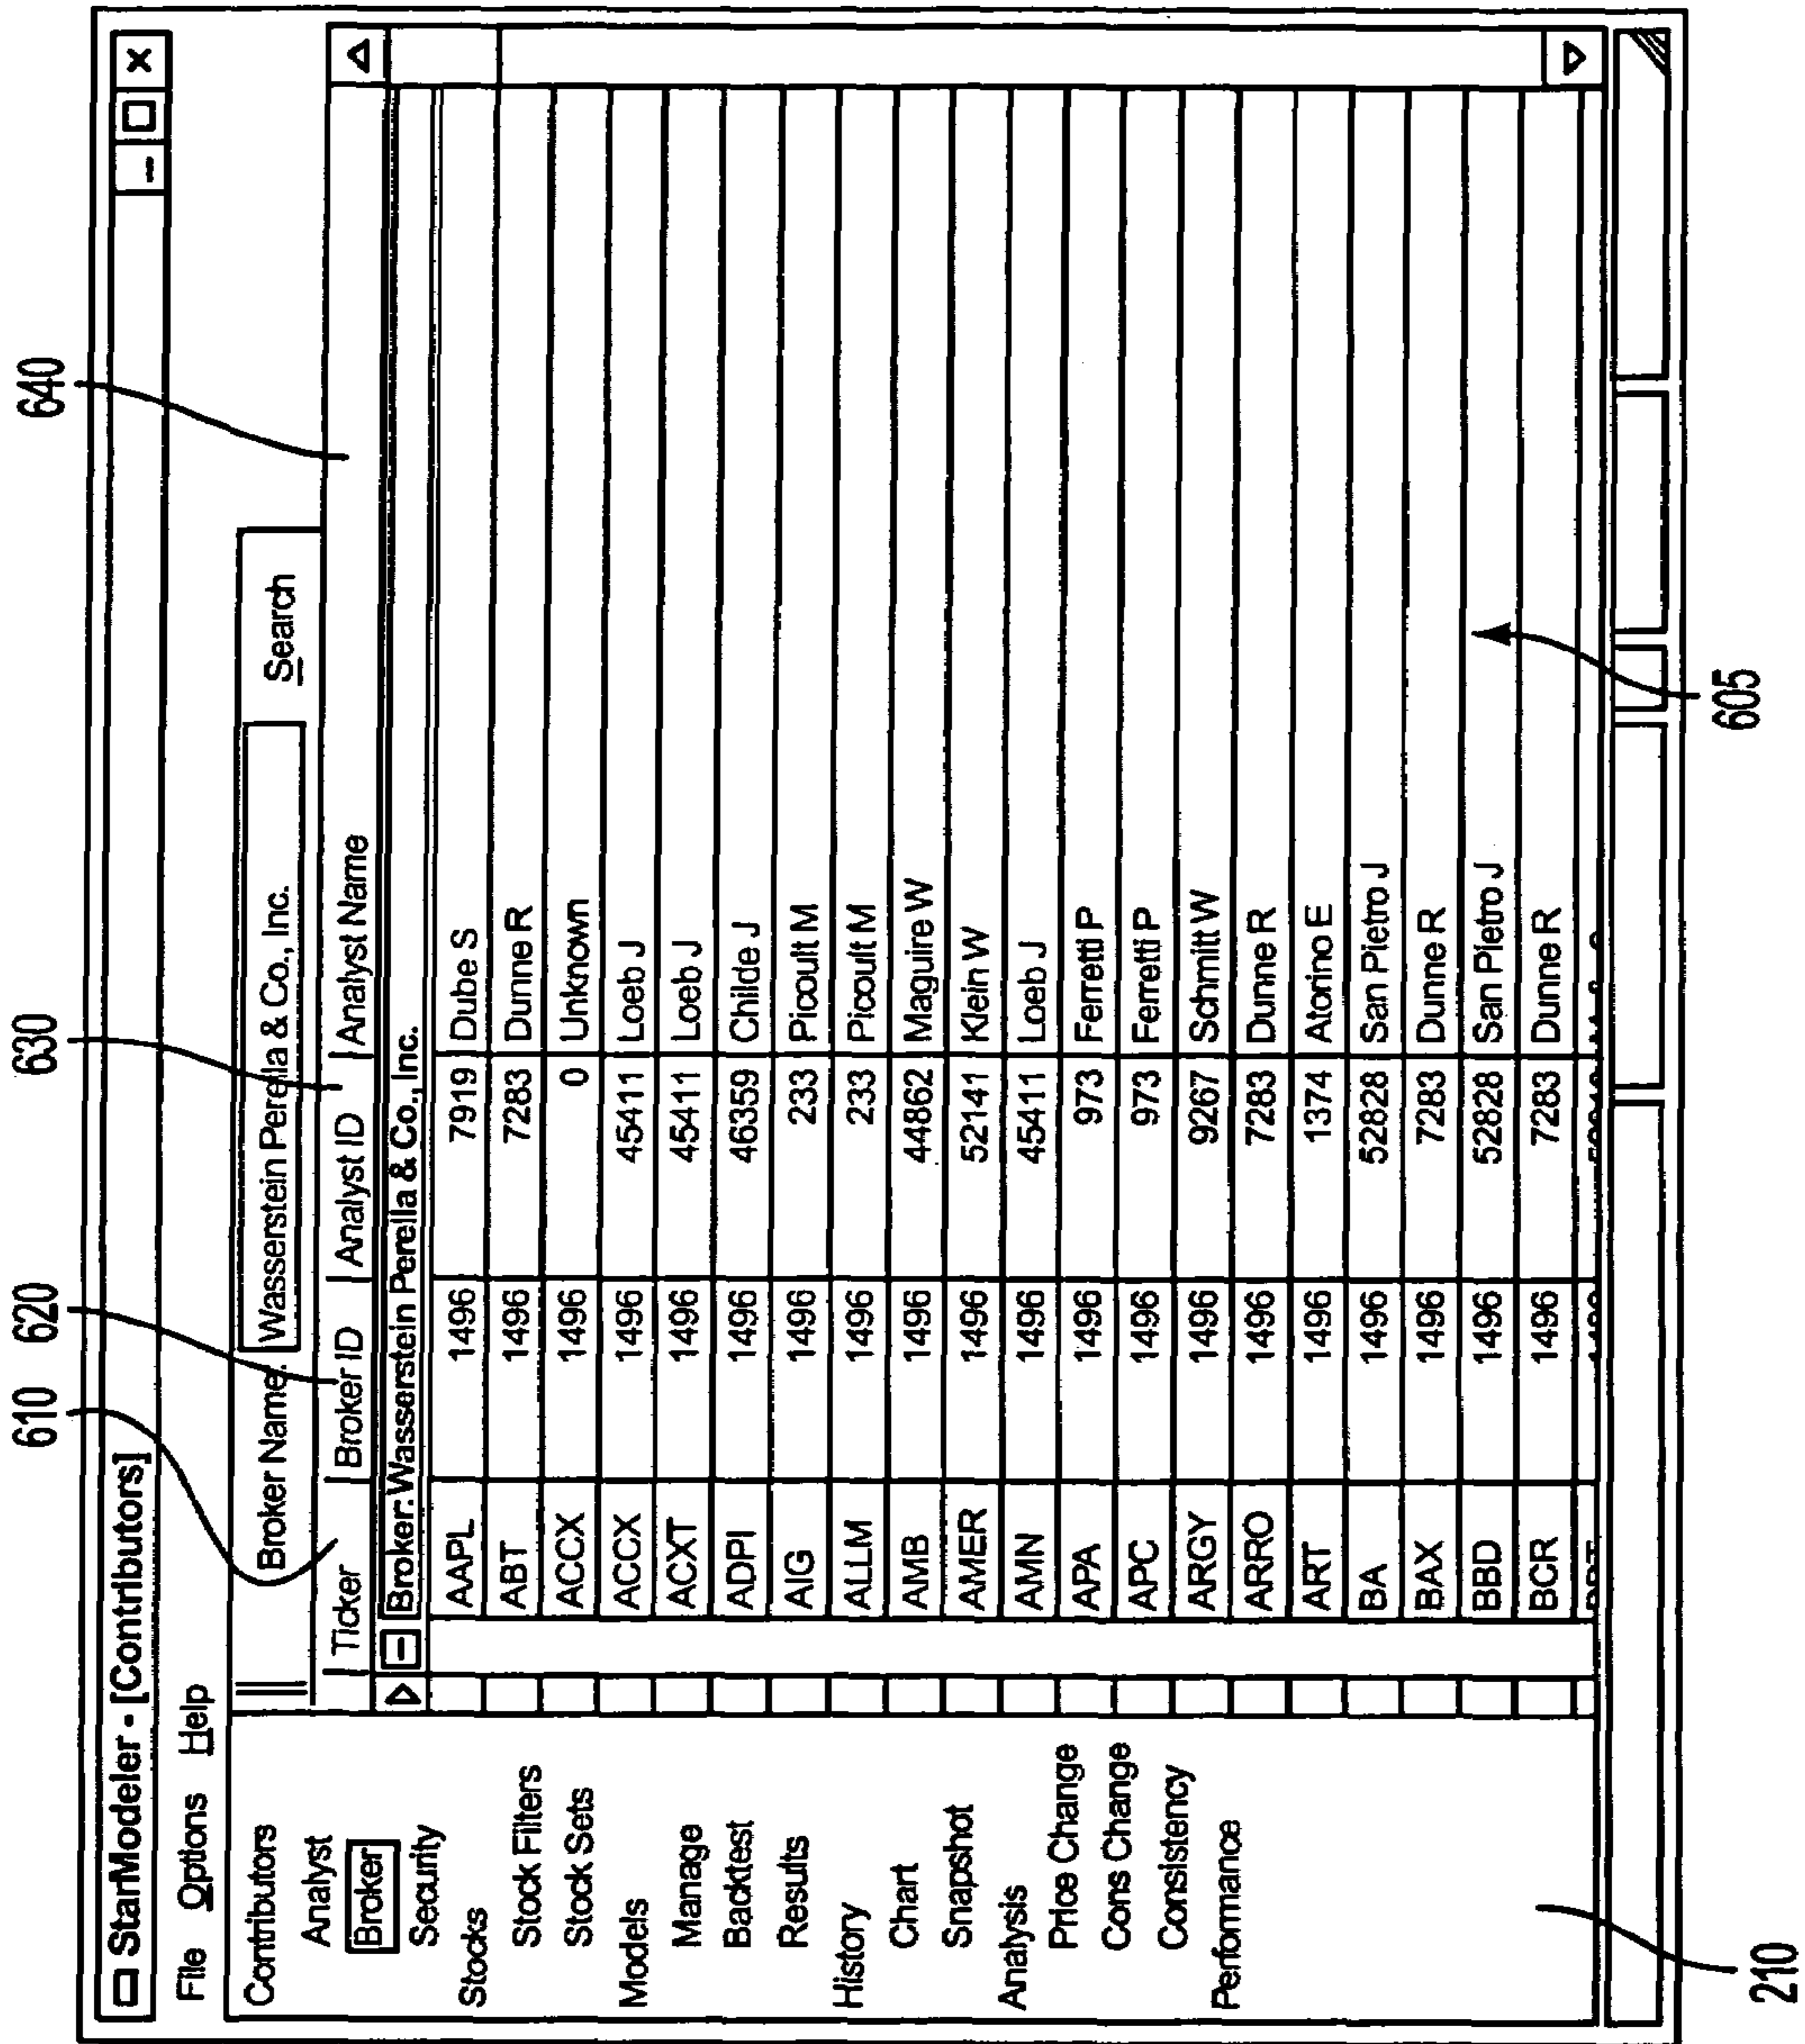 640
630
620
610
StarModeler - [Contributors]
File Options Help
Broker Name. Wasserstein Perella & Co., Inc. Search
Contributors
Analyst
Broker
Security
Stocks
Stock Filters
Stock Sets
Models
Manage
Backtest
Results
History
Chart
Snapshot
Analysis
Price Change
Cons Change
Consistency
Performance
Ticker Broker ID Analyst ID Analyst Name
Broker: Wasserstein Perella & Co., Inc.
AAPL 1496 7919 Dube S
ABT 1496 7283 Dunne R
ACCX 1496 0 Unknown
ACCX 1496 45411 Loeb J
ACXT 1496 45411 Loeb J
ADPI 1496 46359 Childe J
AIG 1496 233 Picoult M
ALLM 1496 233 Picoult M
AMB 1496 44862 Maguire W
AMER 1496 52141 Klein W
AMN 1496 45411 Loeb J
APA 1496 973 Ferretti P
APC 1496 973 Ferretti P
ARGY 1496 9267 Schmitt W
ARRO 1496 7283 Dunne R
ART 1496 1374 Atorino E
BA 1496 52828 San Pietro J
BAX 1496 7283 Dunne R
BBD 1496 52828 San Pietro J
BCR 1496 7283 Dunne R
210
605